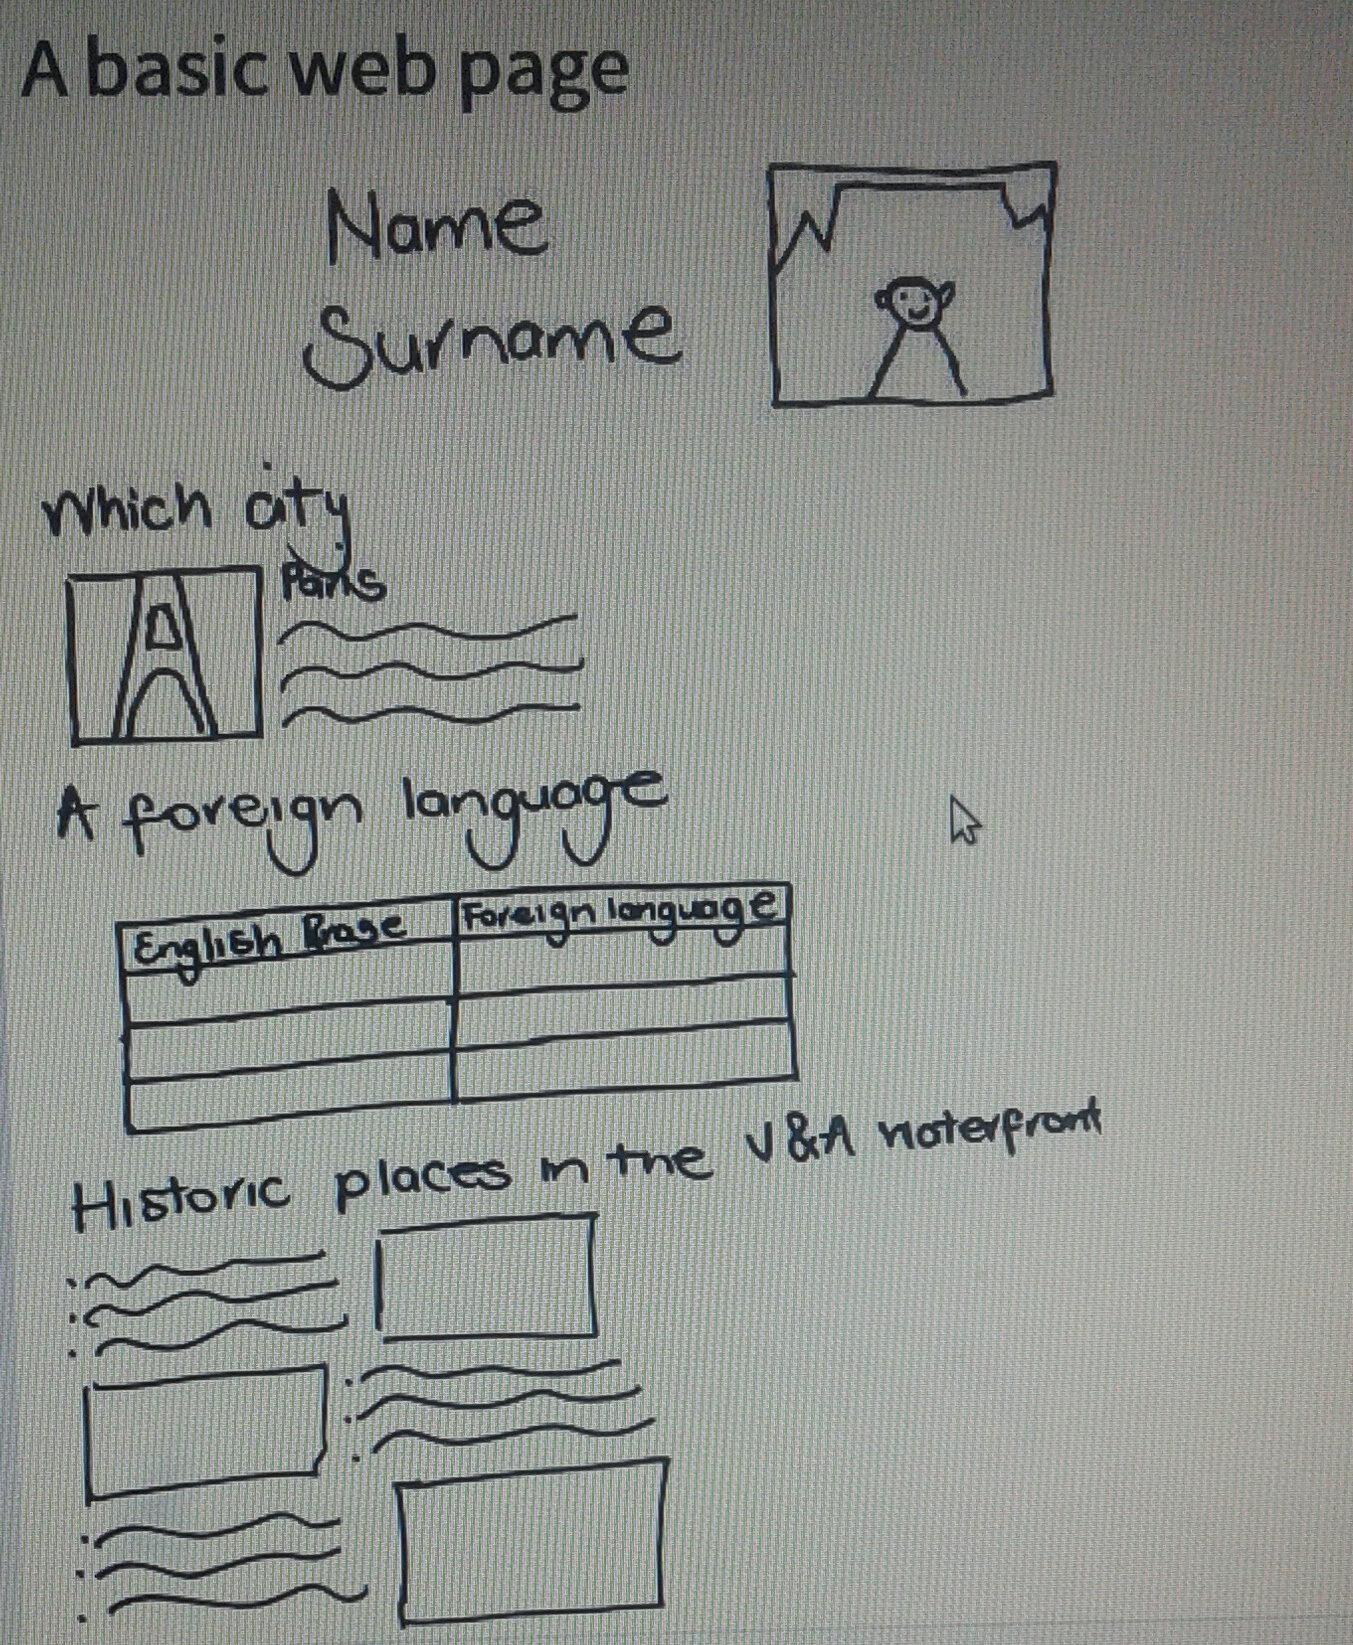 A basic web page
Name
Surname
Which city
Paris
A foreign language
English Prase
Foreign language
Historic places in the V&A waterfront